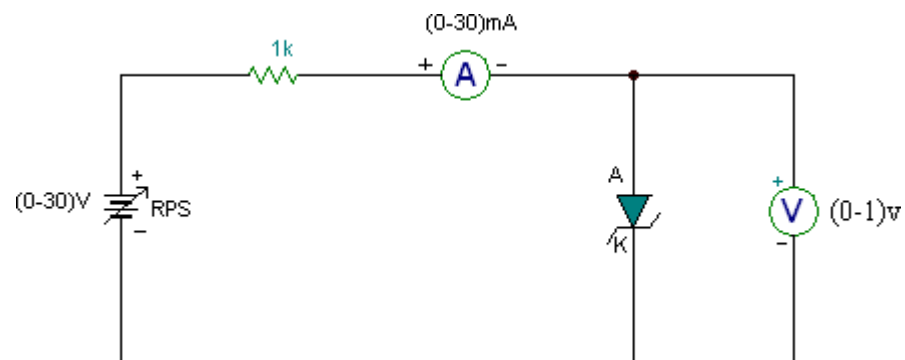 (0-30)mA
1k
+ A -
A
+
(0-30)V
+
RPS
V
(0-1)v
-
K
-